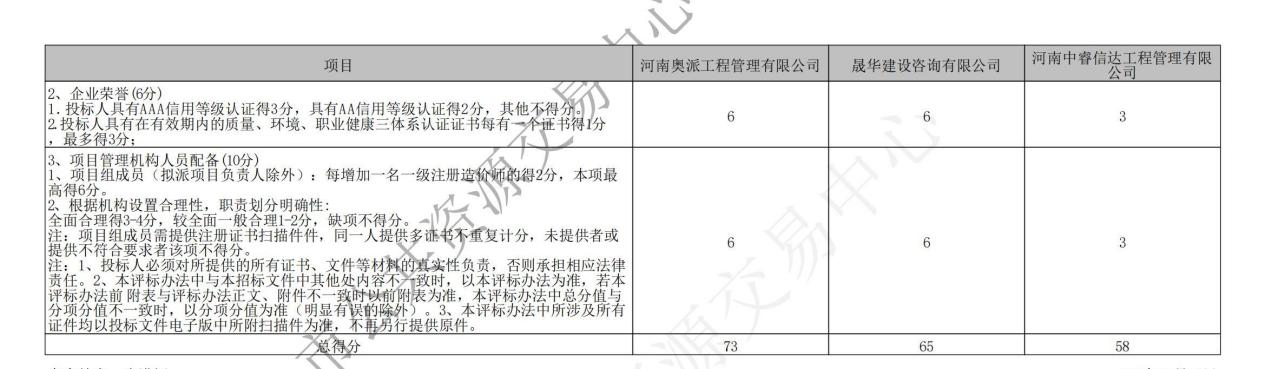 项目 河南奥派工程管理有限公司 晟华建设咨询有限公司 河南中睿信达工程管理有限
公司
2、企业荣誉(6分)
1.投标人具有AAA信用等级认证得3分，具有AA信用等级认证得2分，其他不得分。
2.投标人具有在有效期内的质量、环境、职业健康三体系认证证书每有一个证书得1分
，最多得3分；
6 6 3
3、项目管理机构人员配备(10分)
1、项目组成员（拟派项目负责人除外）：每增加一名一级注册造价师的得2分，本项最
高得6分。
2、根据机构设置合理性，职责划分明确性:
全面合理得3-4分，较全面一般合理1-2分，缺项不得分。
注：项目组成员需提供注册证书扫描件件，同一人提供多证书不重复计分，未提供者或
提供不符合要求者该项不得分。
注：1、投标人必须对所提供的所有证书、文件等材料的真实性负责，否则承担相应法律
责任。2、本评标办法中与本招标文件中其他处内容不一致时，以本评标办法为准，若本
评标办法前 附表与评标办法正文、附件不一致时以前附表为准，本评标办法中总分值与
分项分值不一致时，以分项分值为准（明显有误的除外）。3、本评标办法中所涉及所有
证件均以投标文件电子版中所附扫描件为准，不再另行提供原件。
6 6 3
总得分 73 65 58
市公共资源交易中心
源交易中心